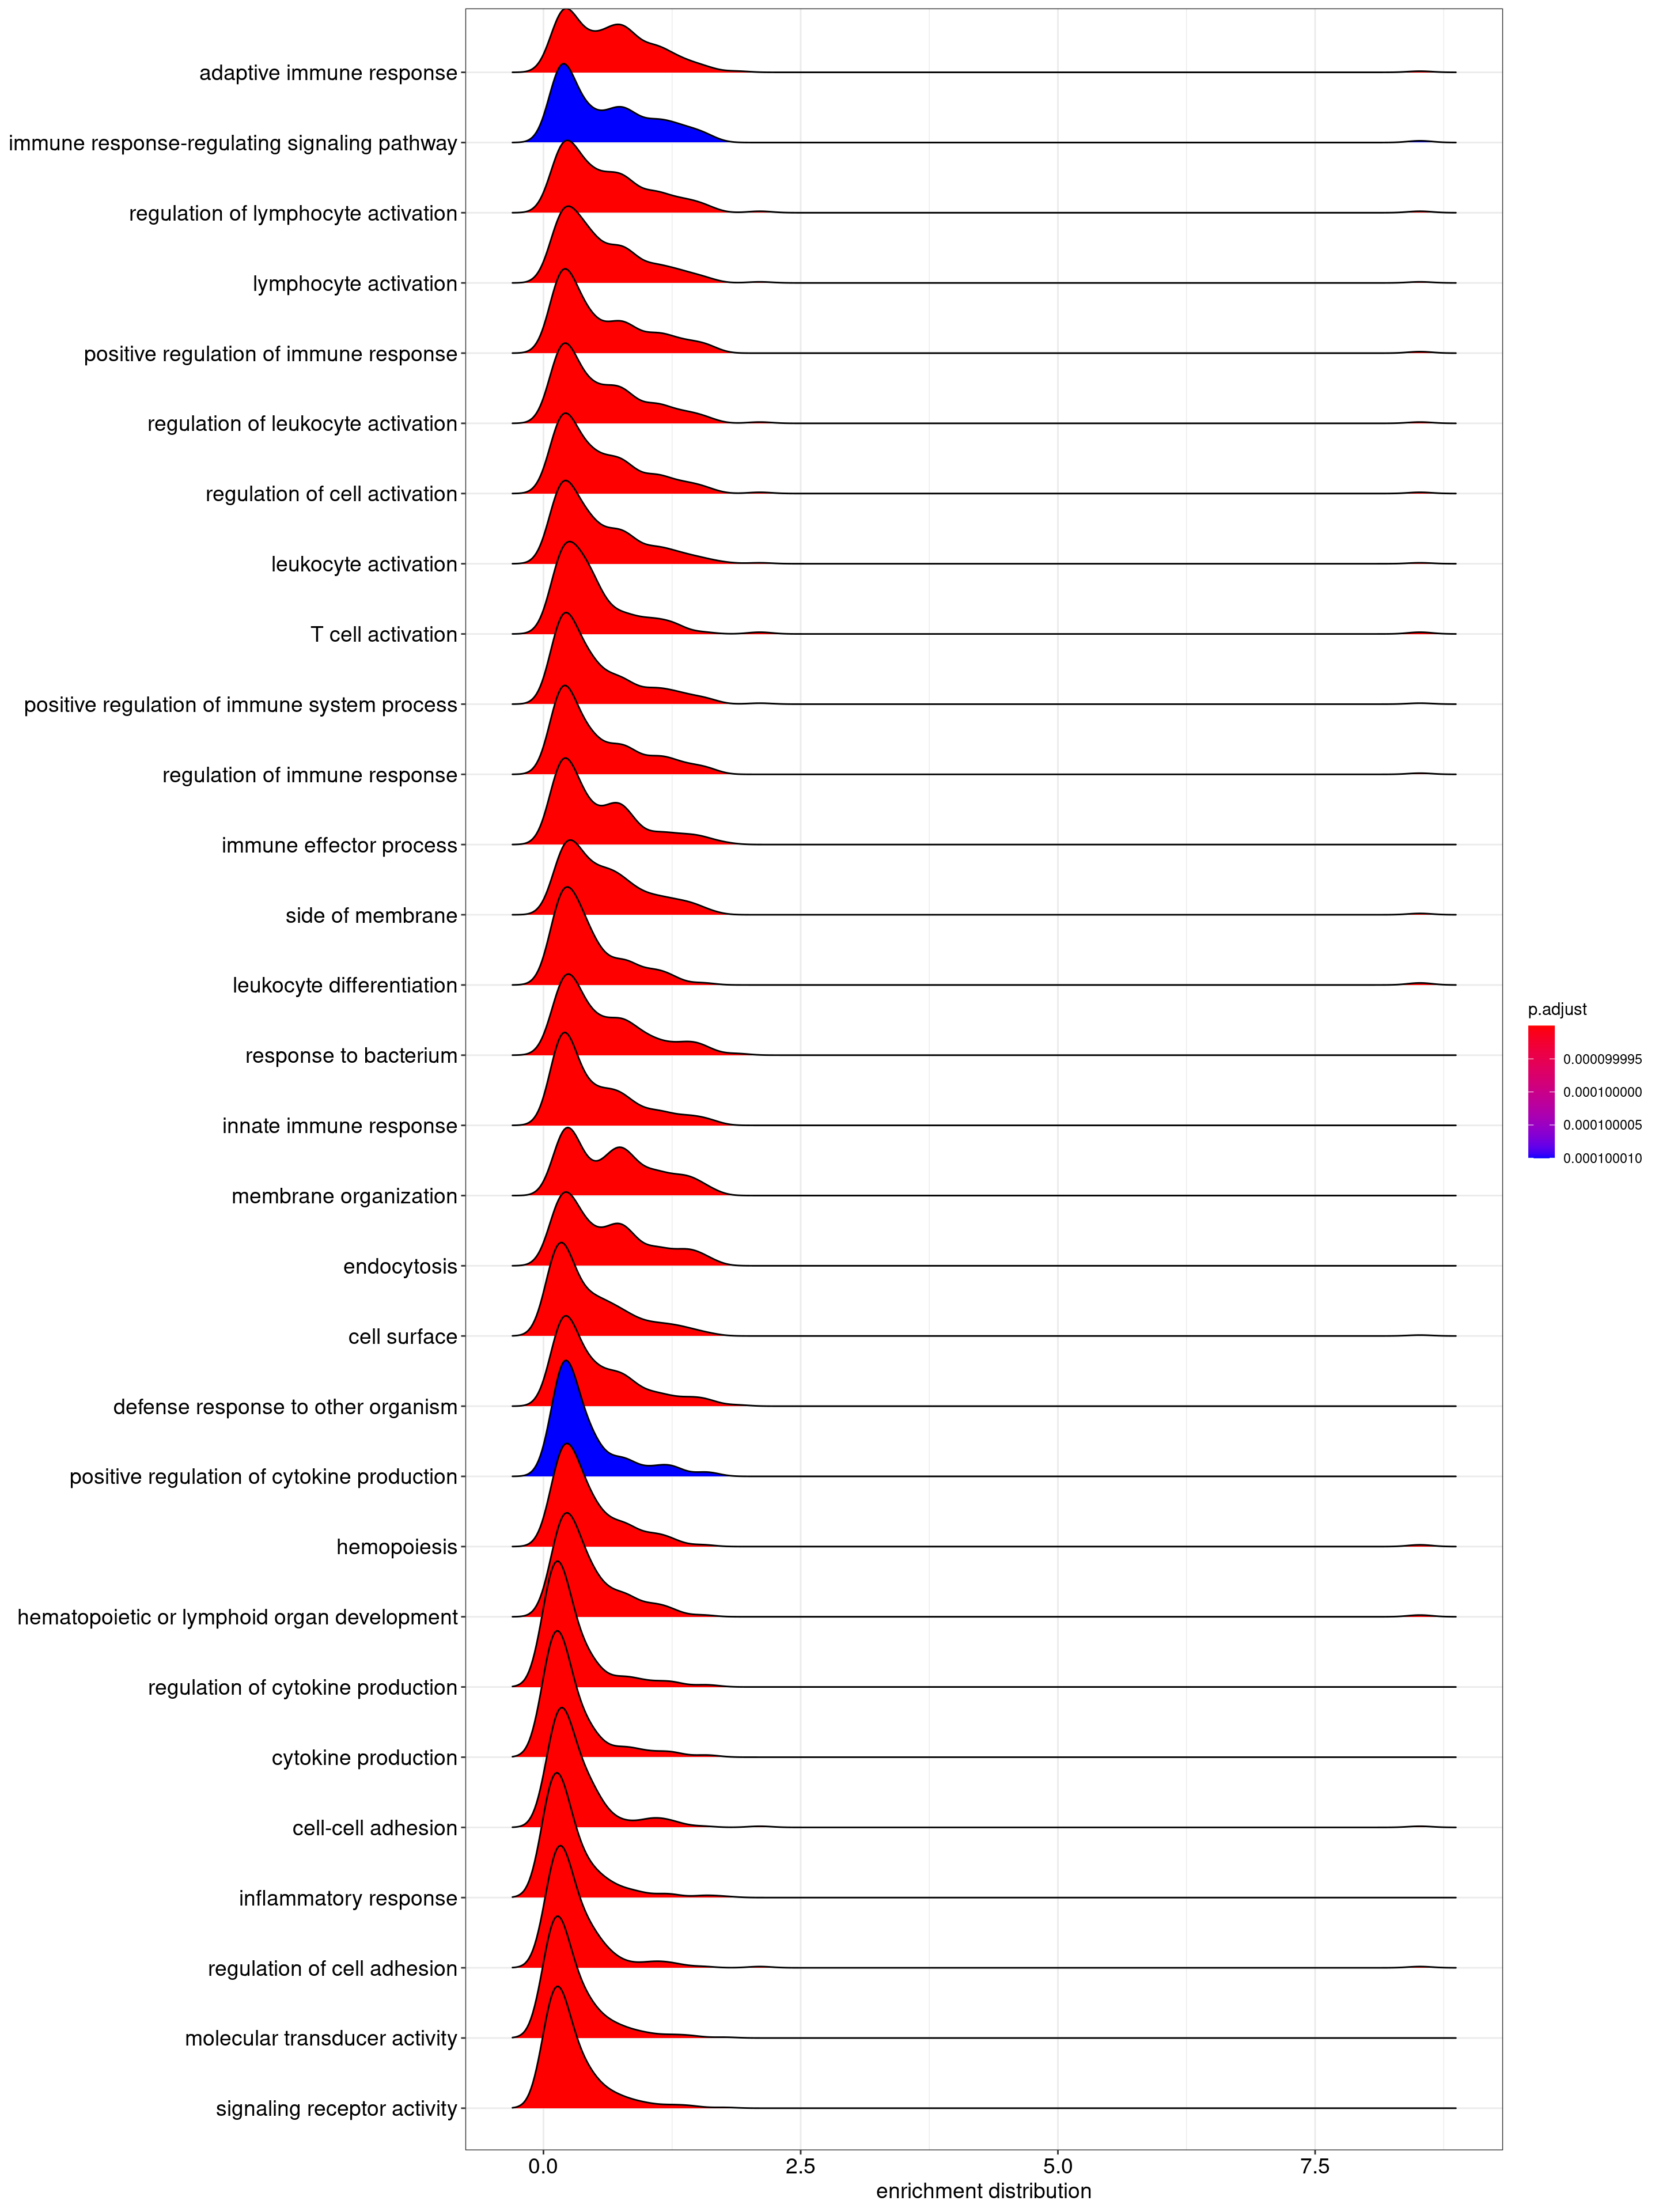 adaptive immune response
immune response-regulating signaling pathway
regulation of lymphocyte activation
lymphocyte activation
positive regulation of immune response
regulation of leukocyte activation
regulation of cell activation
leukocyte activation
T cell activation
positive regulation of immune system process
regulation of immune response
immune effector process
side of membrane
leukocyte differentiation
response to bacterium
innate immune response
membrane organization
endocytosis
cell surface
defense response to other organism
positive regulation of cytokine production
hemopoiesis
hematopoietic or lymphoid organ development
regulation of cytokine production
cytokine production
cell-cell adhesion
inflammatory response
regulation of cell adhesion
molecular transducer activity
signaling receptor activity
0.0 2.5 5.0 7.5
enrichment distribution
p.adjust
0.000099995
0.000100000
0.000100005
0.000100010